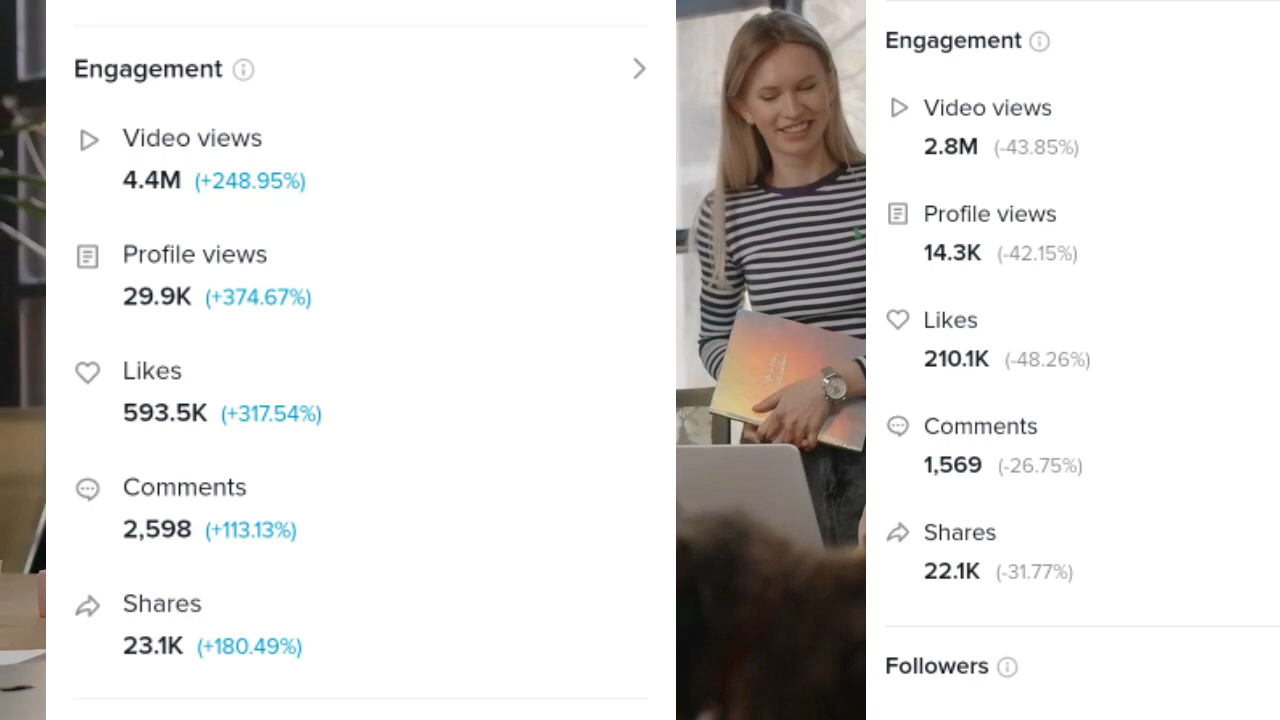 Engagement
Video views
4.4M (+248.95%)
Profile views
29.9K (+374.67%)
Likes
593.5K (+317.54%)
Comments
2,598 (+113.13%)
Shares
23.1K (+180.49%)
Engagement
Video views
2.8M (-43.85%)
Profile views
14.3K (-42.15%)
Likes
210.1K (-48.26%)
Comments
1,569 (-26.75%)
Shares
22.1K (-31.77%)
Followers